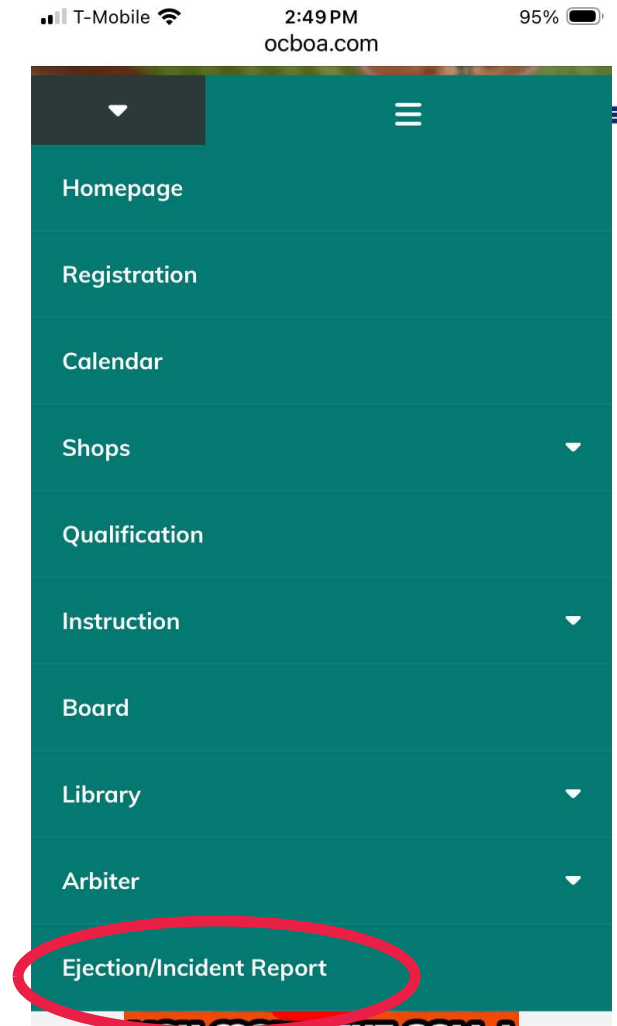 T-Mobile 2:49 PM 95%
ocboa.com
Homepage
Registration
Calendar
Shops
Qualification
Instruction
Board
Library
Arbiter
Ejection/Incident Report